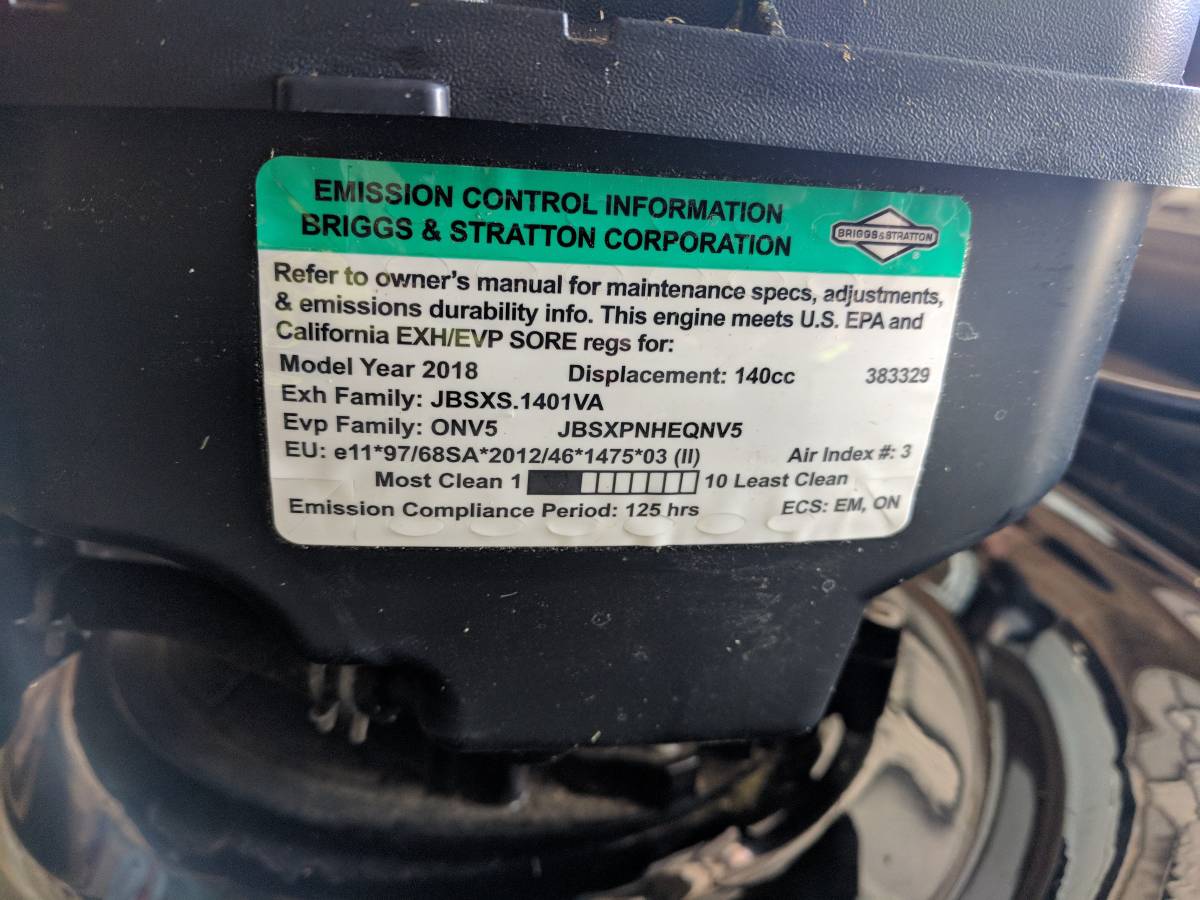 EMISSION CONTROL INFORMATION
BRIGGS & STRATTON CORPORATION
BRIGGS&STRATTON
®
Refer to owner's manual for maintenance specs, adjustments,
& emissions durability info. This engine meets U.S. EPA and
California EXH/EVP SORE regs for:
Model Year 2018 Displacement: 140cc 383329
Exh Family: JBSXS.1401VA
Evp Family: ONV5 JBSXPNHEQNV5
EU: e11*97/68SA*2012/46*1475*03 (II) Air Index #: 3
Most Clean 1 10 Least Clean
Emission Compliance Period: 125 hrs ECS: EM, ON